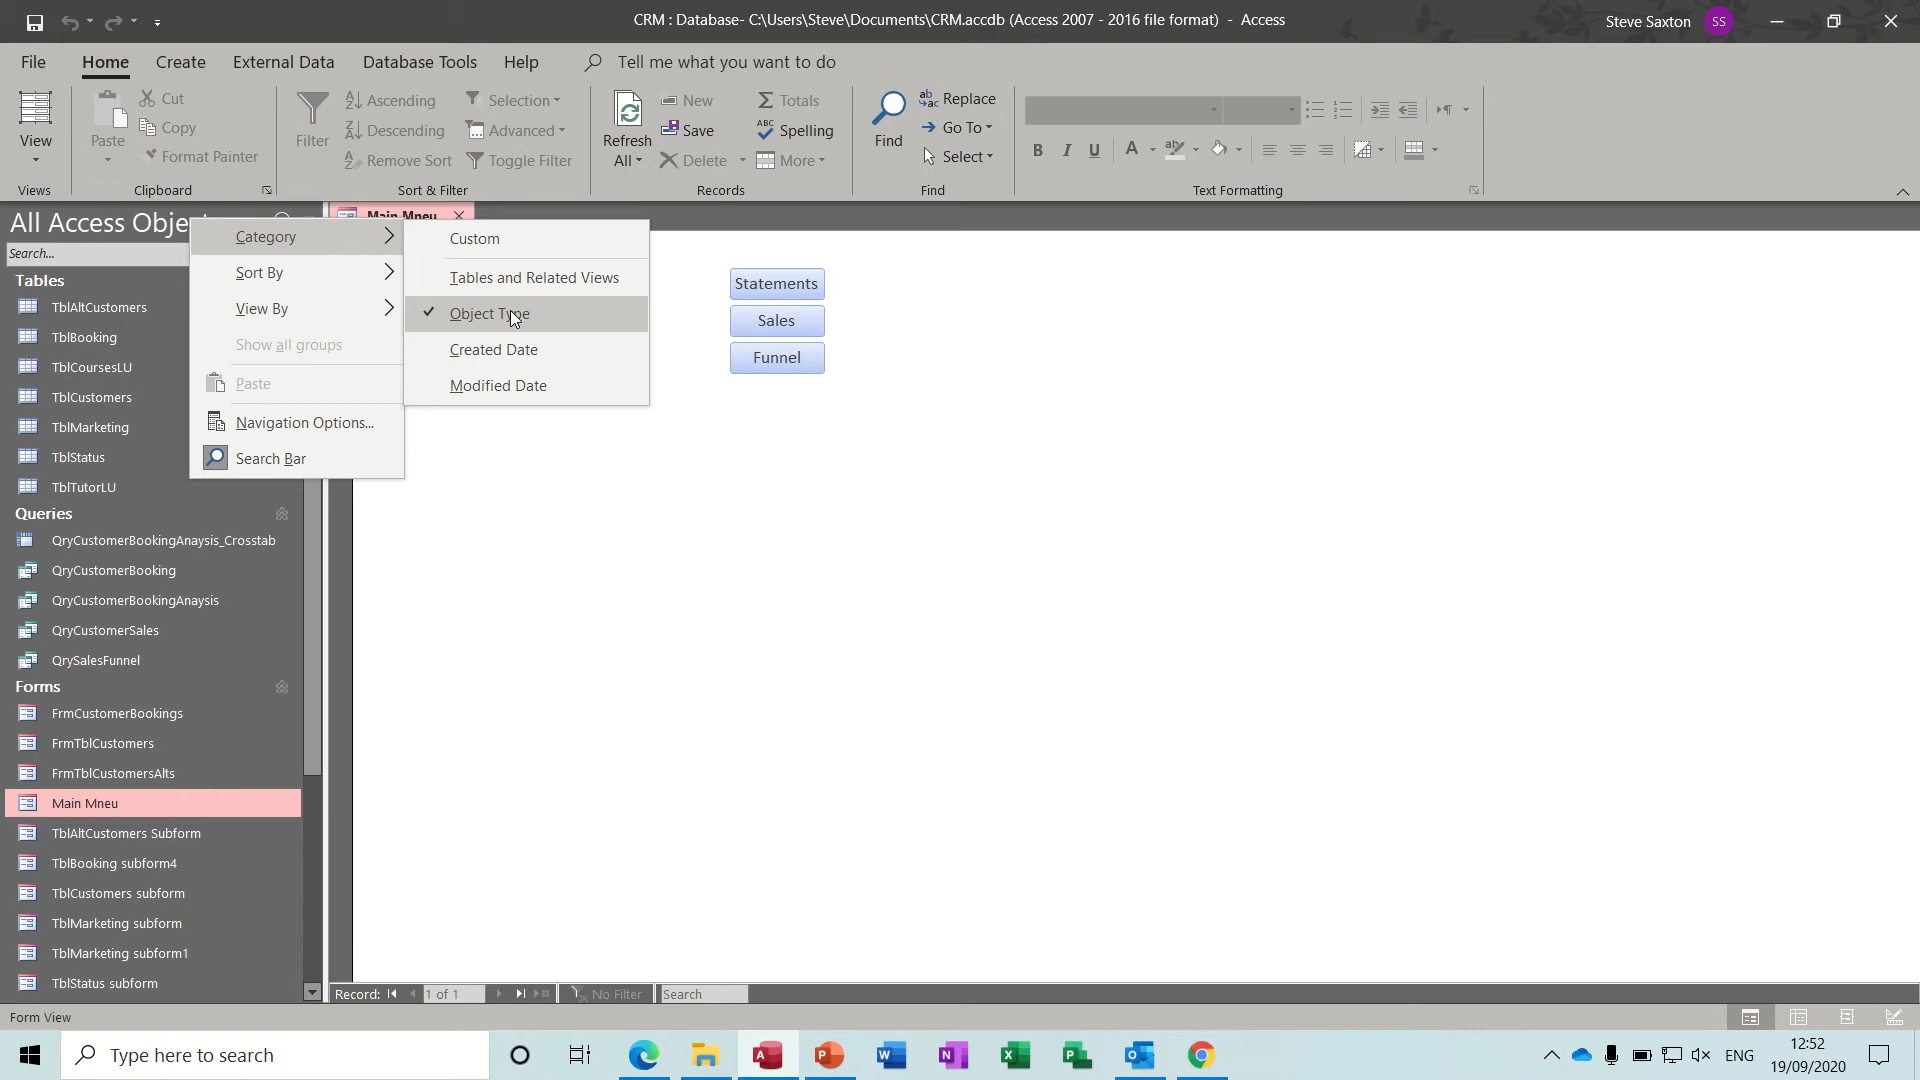 CRM : Database- C:\Users\Steve\Documents\CRM.accdb (Access 2007 - 2016 file format) - Access
Steve Saxton
SS
File
Home
Create
External Data
Database Tools
Help
Tell me what you want to do
View
Views
Paste
Cut
Copy
Format Painter
Clipboard
Filter
Ascending
Descending
Remove Sort
Selection
Advanced
Toggle Filter
Sort & Filter
Refresh
All
New
Save
Delete
Totals
Spelling
More
Records
Find
Replace
Go To
Select
Find
B I U A
Text Formatting
All Access Obje
Search...
Tables
TblAltCustomers
TblBooking
TblCoursesLU
TblCustomers
TblMarketing
TblStatus
TblTutorLU
Queries
QryCustomerBookingAnaysis_Crosstab
QryCustomerBooking
QryCustomerBookingAnaysis
QryCustomerSales
QrySalesFunnel
Forms
FrmCustomerBookings
FrmTblCustomers
FrmTblCustomersAlts
Main Mneu
TblAltCustomers Subform
TblBooking subform4
TblCustomers subform
TblMarketing subform
TblMarketing subform1
TblStatus subform
Category
Sort By
View By
Show all groups
Paste
Navigation Options...
Search Bar
Custom
Tables and Related Views
Object Type
Created Date
Modified Date
Main Mneu
Statements
Sales
Funnel
Record:
1 of 1
No Filter
Search
Form View
Type here to search
ENG
12:52
19/09/2020